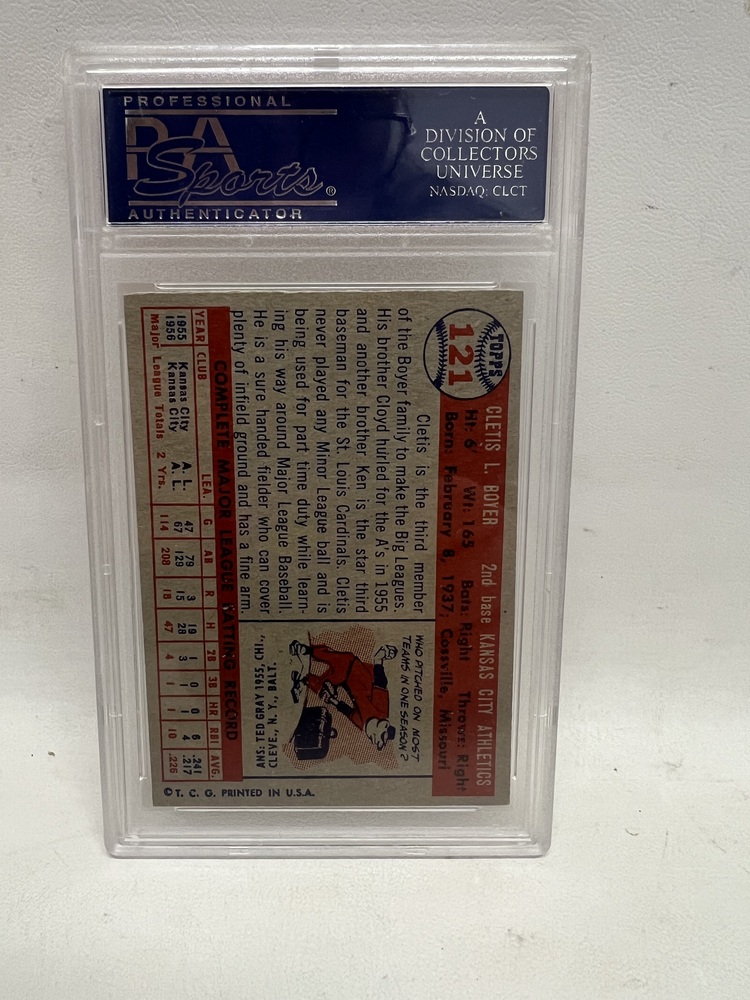 PROFESSIONAL
PSA
Sports®
AUTHENTICATOR
A
DIVISION OF
COLLECTORS
UNIVERSE
NASDAQ: CLCT
TOPPS
121
CLETIS L. BOYER 2nd base KANSAS CITY ATHLETICS
Ht: 6' Wt: 165 Bats: Right Throws: Right
Born: February 8, 1937; Cossville, Missouri
Cletis is the third member
of the Boyer family to make the Big Leagues.
His brother Cloyd hurled for the A's in 1955
and another brother Ken is the star third
baseman for the St. Louis Cardinals. Cletis
never played any Minor League ball and is
being used for part time duty while learn-
ing his way around Major League Baseball.
He is a sure handed fielder who can cover
plenty of infield ground and has a fine arm.
WHO PITCHED ON MOST
TEAMS IN ONE SEASON?
ANS: TED GRAY 1955, CHI.,
CLEVE., N.Y., BALT.
COMPLETE MAJOR LEAGUE BATTING RECORD
YEAR CLUB LEA. G AB R H 2B 3B HR RBI AVG.
1955 Kansas City A. L. 47 79 3 19 1 0 0 6 .241
1956 Kansas City A. L. 67 129 15 28 3 1 1 4 .217
Major League Totals 2 Yrs. 114 208 18 47 4 1 1 10 .226
© T. C. G. PRINTED IN U.S.A.